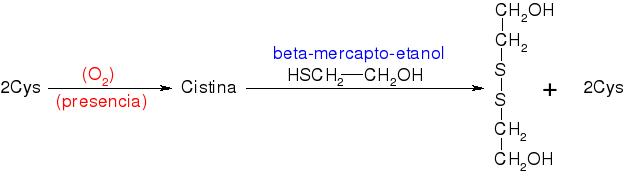 2Cys
(O2)
(presencia)
Cistina
beta-mercapto-etanol
HSCH2—CH2OH
CH2OH
CH2
S
S
CH2
CH2OH
+
2Cys